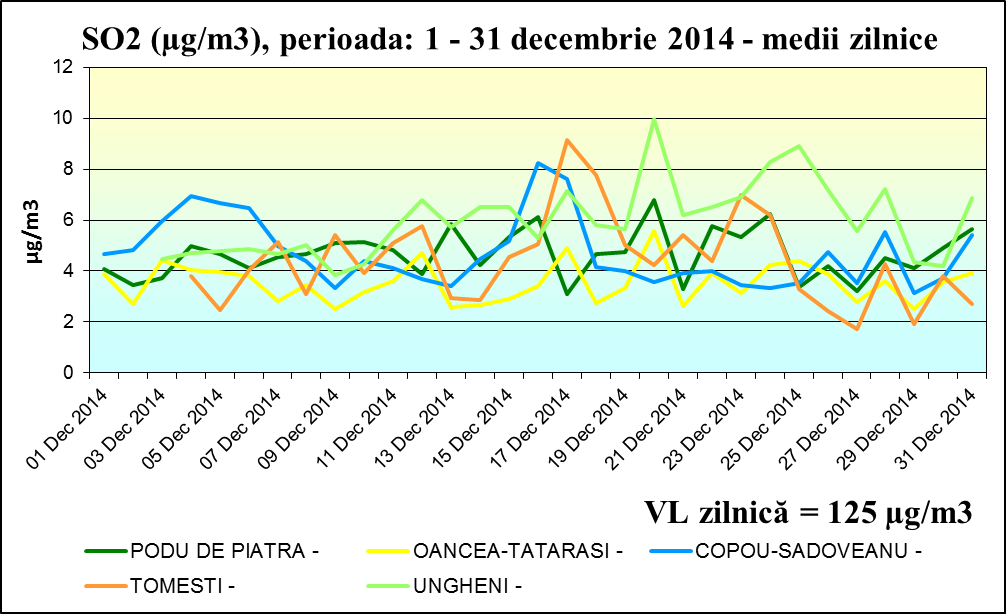 SO2 (µg/m3), perioada: 1 - 31 decembrie 2014 - medii zilnice
12
10
8
6
4
2
0
µg/m3
01 Dec 2014
03 Dec 2014
05 Dec 2014
07 Dec 2014
09 Dec 2014
11 Dec 2014
13 Dec 2014
15 Dec 2014
17 Dec 2014
19 Dec 2014
21 Dec 2014
23 Dec 2014
25 Dec 2014
27 Dec 2014
29 Dec 2014
31 Dec 2014
VL zilnică = 125 µg/m3
PODU DE PIATRA -
OANCEA-TATARASI -
COPOU-SADOVEANU -
TOMESTI -
UNGHENI -